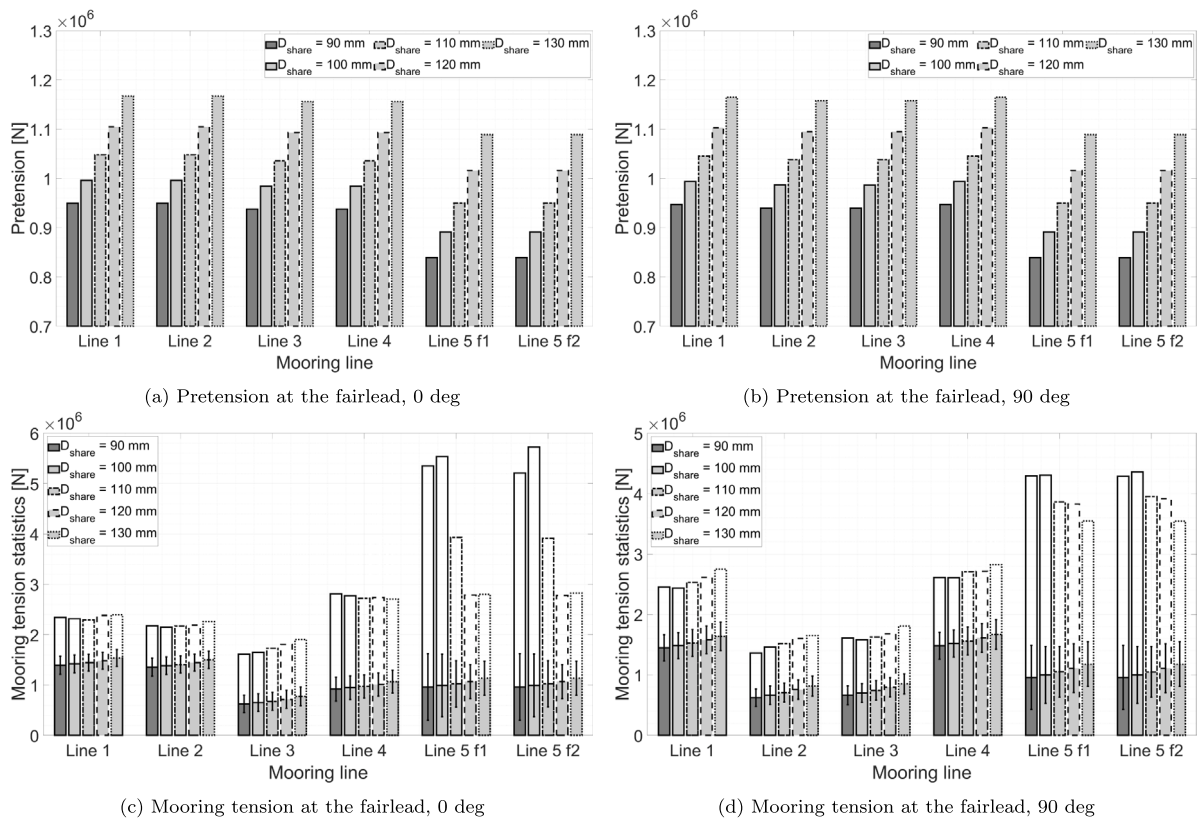 ×10^6
1.3
1.2
1.1
1
0.9
0.8
0.7
Pretension [N]
D_share = 90 mm
D_share = 100 mm
D_share = 110 mm
D_share = 120 mm
D_share = 130 mm
Line 1 Line 2 Line 3 Line 4 Line 5 f1 Line 5 f2
Mooring line
(a) Pretension at the fairlead, 0 deg
×10^6
1.3
1.2
1.1
1
0.9
0.8
0.7
Pretension [N]
D_share = 90 mm
D_share = 100 mm
D_share = 110 mm
D_share = 120 mm
D_share = 130 mm
Line 1 Line 2 Line 3 Line 4 Line 5 f1 Line 5 f2
Mooring line
(b) Pretension at the fairlead, 90 deg
×10^6
6
5
4
3
2
1
0
Mooring tension statistics [N]
D_share = 90 mm
D_share = 100 mm
D_share = 110 mm
D_share = 120 mm
D_share = 130 mm
Line 1 Line 2 Line 3 Line 4 Line 5 f1 Line 5 f2
Mooring line
(c) Mooring tension at the fairlead, 0 deg
×10^6
5
4
3
2
1
0
Mooring tension statistics [N]
D_share = 90 mm
D_share = 100 mm
D_share = 110 mm
D_share = 120 mm
D_share = 130 mm
Line 1 Line 2 Line 3 Line 4 Line 5 f1 Line 5 f2
Mooring line
(d) Mooring tension at the fairlead, 90 deg